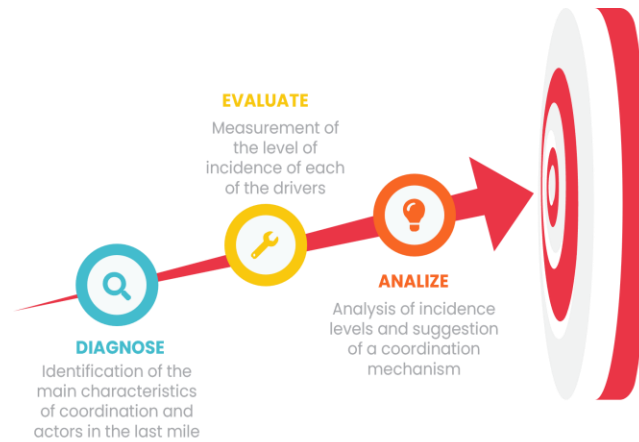 DIAGNOSE
Identification of the
main characteristics
of coordination and
actors in the last mile
EVALUATE
Measurement of
the level of
incidence of each
of the drivers
ANALIZE
Analysis of incidence
levels and suggestion
of a coordination
mechanism